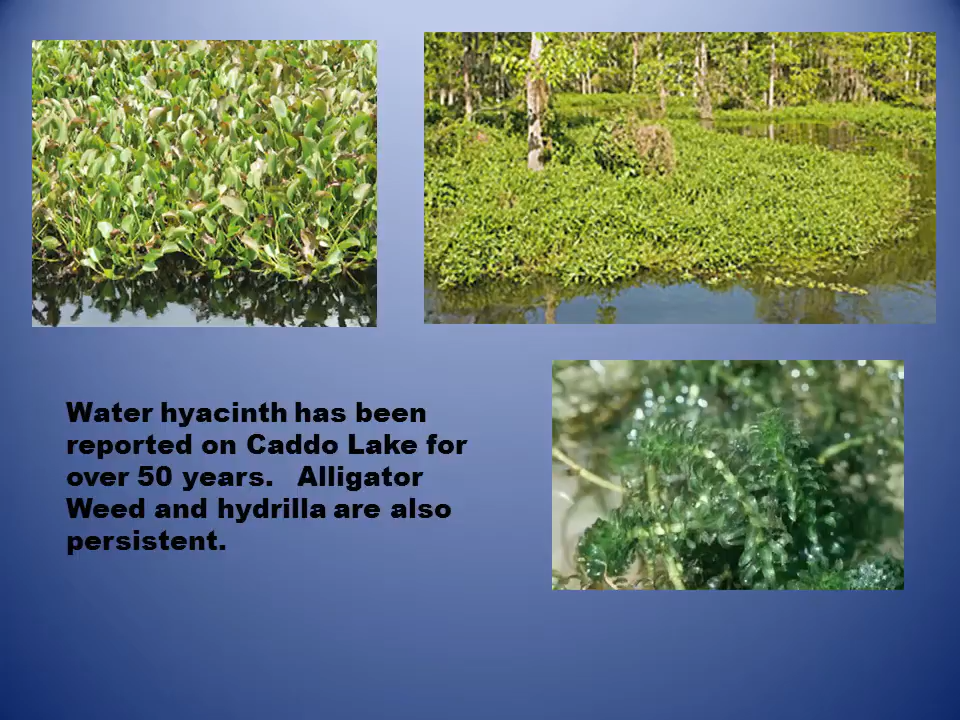 Water hyacinth has been
reported on Caddo Lake for
over 50 years.   Alligator
Weed and hydrilla are also
persistent.